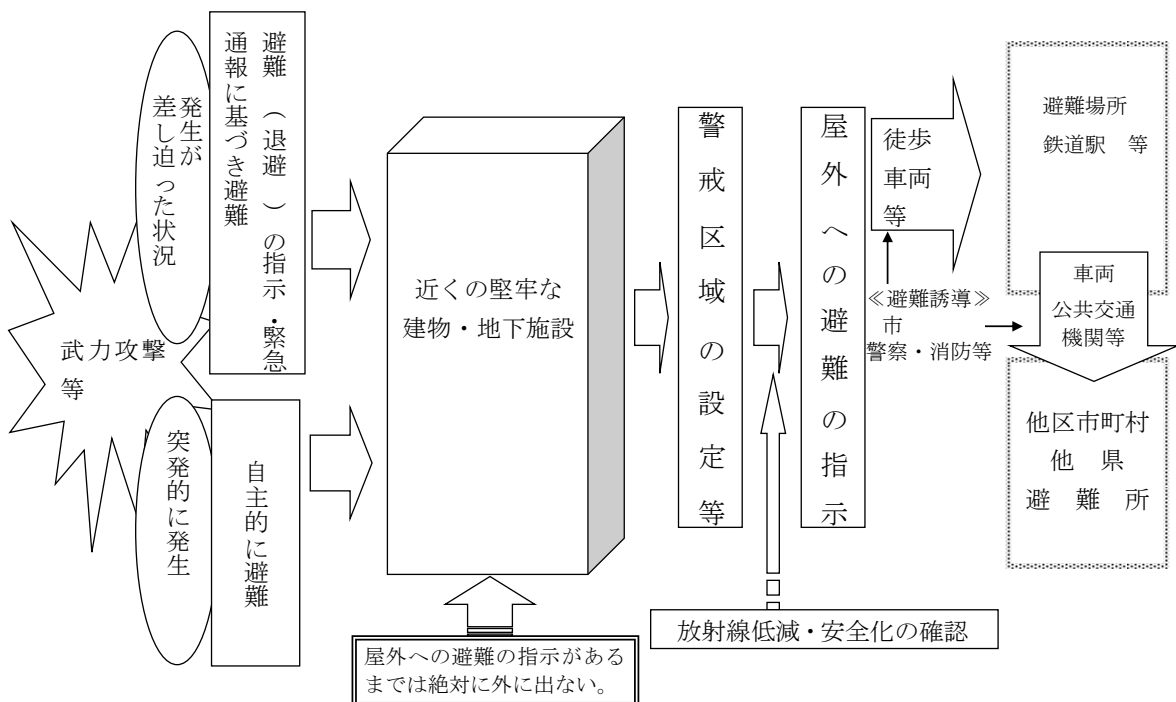 武力攻撃
等
発生が
差し迫った状況
避難（退避）の指示・緊急
通報に基づき避難
突発的に発生
自主的に避難
近くの堅牢な
建物・地下施設
屋外への避難の指示がある
までは絶対に外に出ない。
警戒区域の設定等
放射線低減・安全化の確認
屋外への避難の指示
徒歩
車両
等
≪避難誘導≫
市
警察・消防等
避難場所
鉄道駅　等
車両
公共交通
機関等
他区市町村
他　県
避　難　所